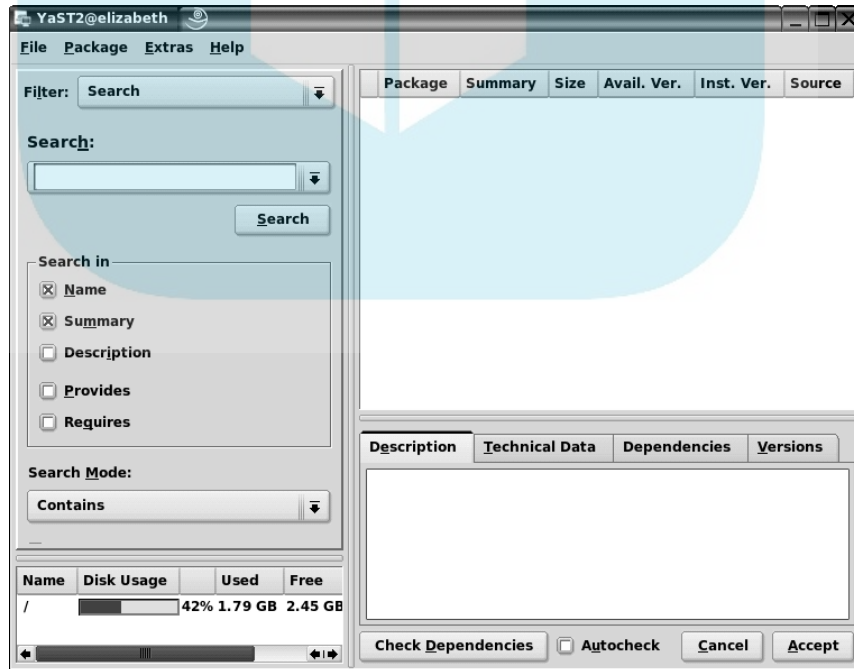 YaST2@elizabeth
File Package Extras Help
Filter: Search
Search:
Search
Search in
Name
Summary
Description
Provides
Requires
Search Mode:
Contains
Name Disk Usage Used Free
/ 42% 1.79 GB 2.45 GB
Package Summary Size Avail. Ver. Inst. Ver. Source
Description Technical Data Dependencies Versions
Check Dependencies Autocheck Cancel Accept